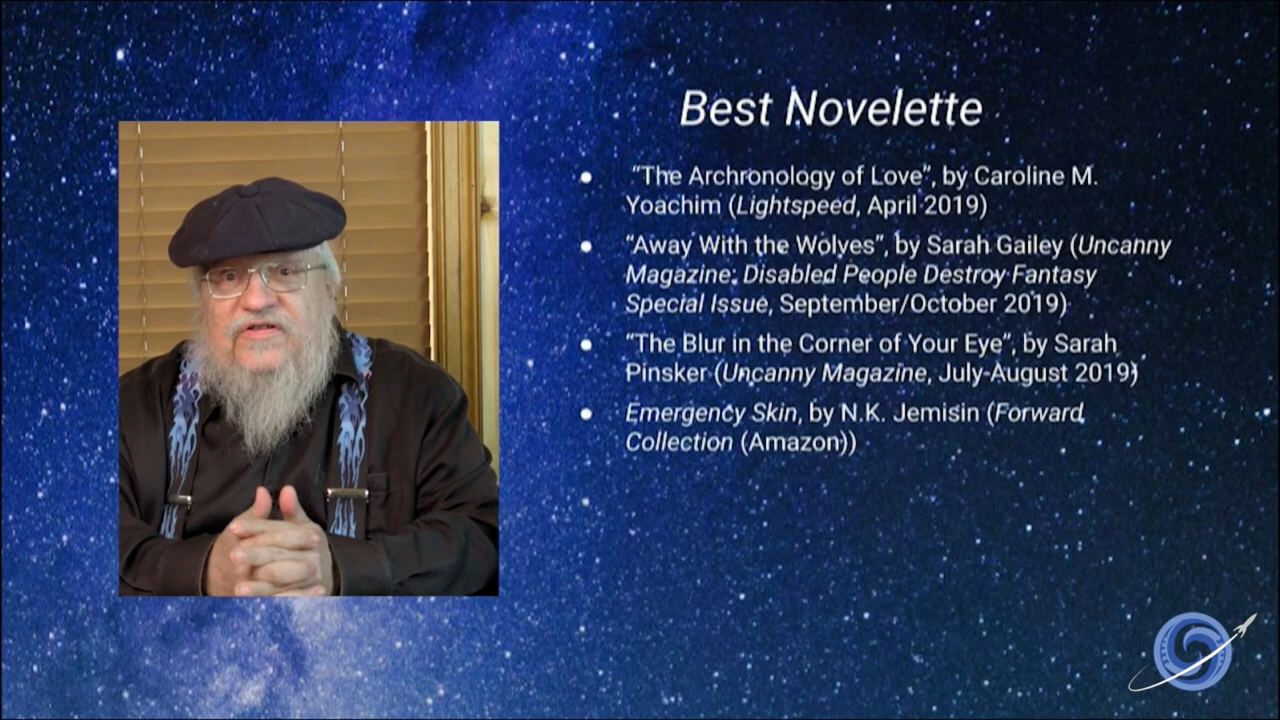 Best Novelette
“The Archronology of Love”, by Caroline M.
Yoachim (Lightspeed, April 2019)
“Away With the Wolves”, by Sarah Gailey (Uncanny
Magazine: Disabled People Destroy Fantasy
Special Issue, September/October 2019)
“The Blur in the Corner of Your Eye”, by Sarah
Pinsker (Uncanny Magazine, July-August 2019)
Emergency Skin, by N.K. Jemisin (Forward
Collection (Amazon))